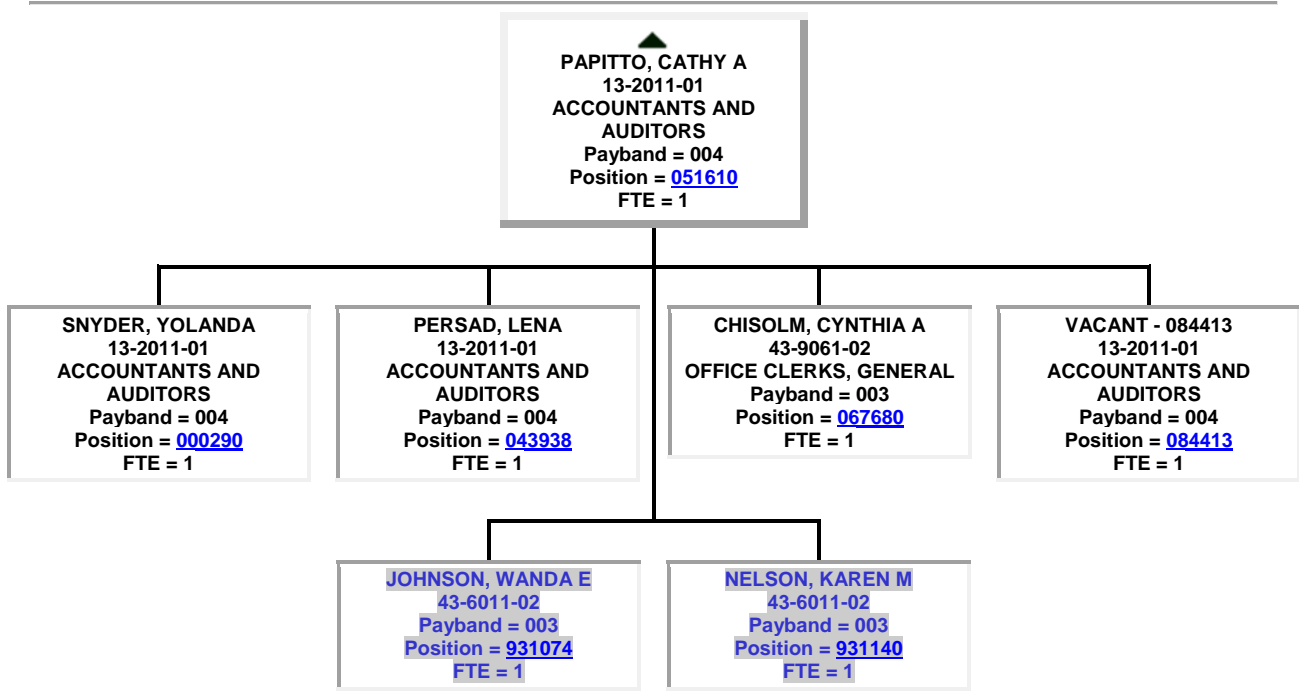 PAPITTO, CATHY A
13-2011-01
ACCOUNTANTS AND
AUDITORS
Payband = 004
Position = 051610
FTE = 1
SNYDER, YOLANDA
13-2011-01
ACCOUNTANTS AND
AUDITORS
Payband = 004
Position = 000290
FTE = 1
PERSAD, LENA
13-2011-01
ACCOUNTANTS AND
AUDITORS
Payband = 004
Position = 043938
FTE = 1
CHISOLM, CYNTHIA A
43-9061-02
OFFICE CLERKS, GENERAL
Payband = 003
Position = 067680
FTE = 1
VACANT - 084413
13-2011-01
ACCOUNTANTS AND
AUDITORS
Payband = 004
Position = 084413
FTE = 1
JOHNSON, WANDA E
43-6011-02
Payband = 003
Position = 931074
FTE = 1
NELSON, KAREN M
43-6011-02
Payband = 003
Position = 931140
FTE = 1